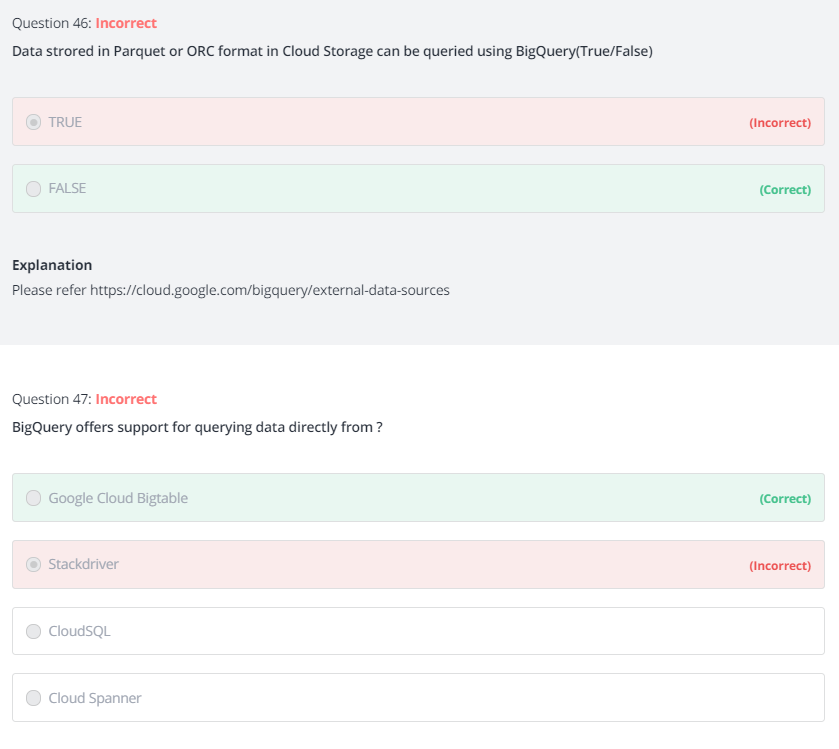 Question 46: Incorrect
Data strored in Parquet or ORC format in Cloud Storage can be queried using BigQuery(True/False)
TRUE (Incorrect)
FALSE (Correct)
Explanation
Please refer https://cloud.google.com/bigquery/external-data-sources
Question 47: Incorrect
BigQuery offers support for querying data directly from ?
Google Cloud Bigtable (Correct)
Stackdriver (Incorrect)
CloudSQL
Cloud Spanner